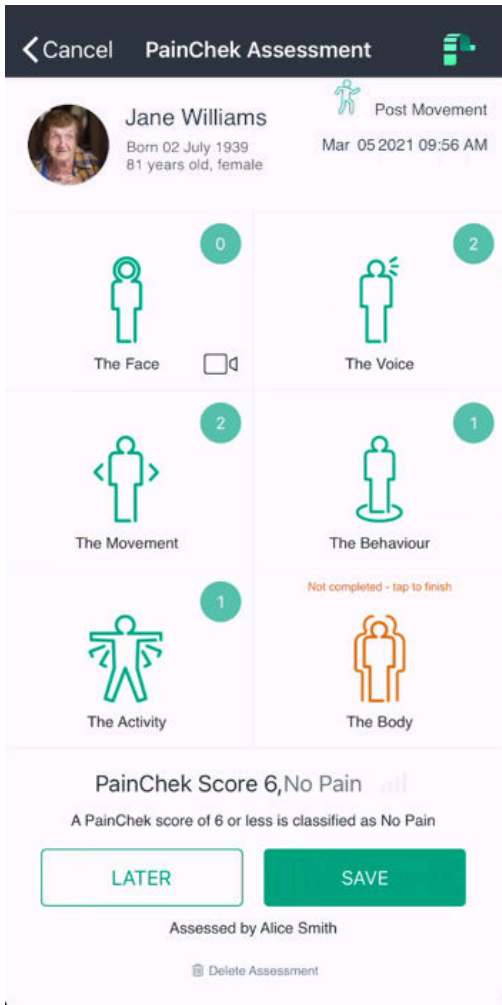 Cancel PainChek Assessment
Jane Williams
Born 02 July 1939
81 years old, female
Post Movement
Mar 05 2021 09:56 AM
0
The Face
2
The Voice
2
The Movement
1
The Behaviour
1
The Activity
Not completed - tap to finish
The Body
PainChek Score 6, No Pain
A PainChek score of 6 or less is classified as No Pain
LATER
SAVE
Assessed by Alice Smith
Delete Assessment